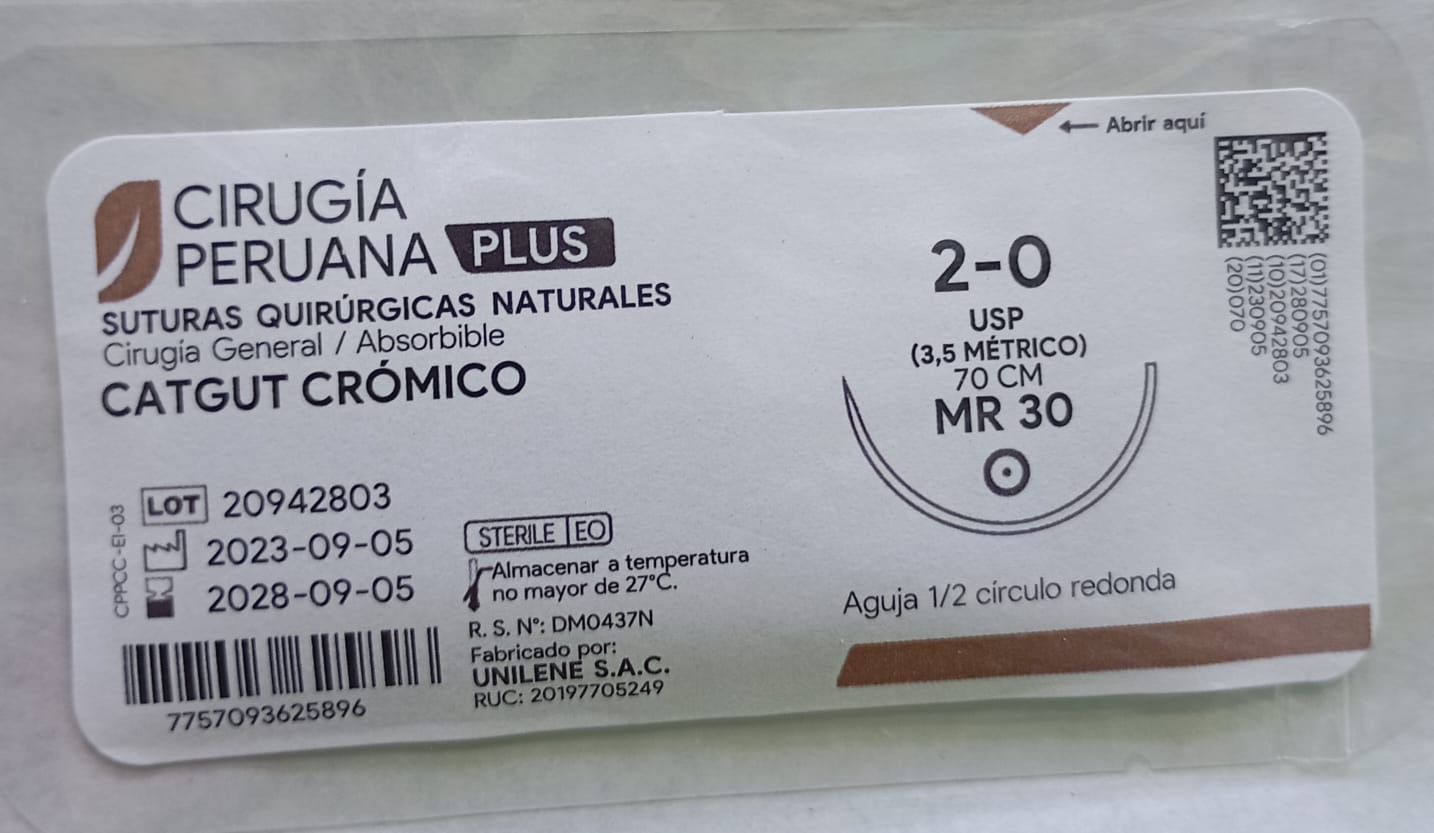 CIRUGÍA
PERUANA PLUS
SUTURAS QUIRÚRGICAS NATURALES
Cirugía General / Absorbible
CATGUT CRÓMICO
CPPCC-EI-03
LOT 20942803
2023-09-05
2028-09-05
7757093625896
STERILE EO
Almacenar a temperatura
no mayor de 27°C.
R. S. N°: DM0437N
Fabricado por:
UNILENE S.A.C.
RUC: 20197705249
Abrir aquí
2-0
USP
(3,5 MÉTRICO)
70 CM
MR 30
Aguja 1/2 círculo redonda
(01)7757093625896
(17)280905
(10)20942803
(11)230905
(20)070